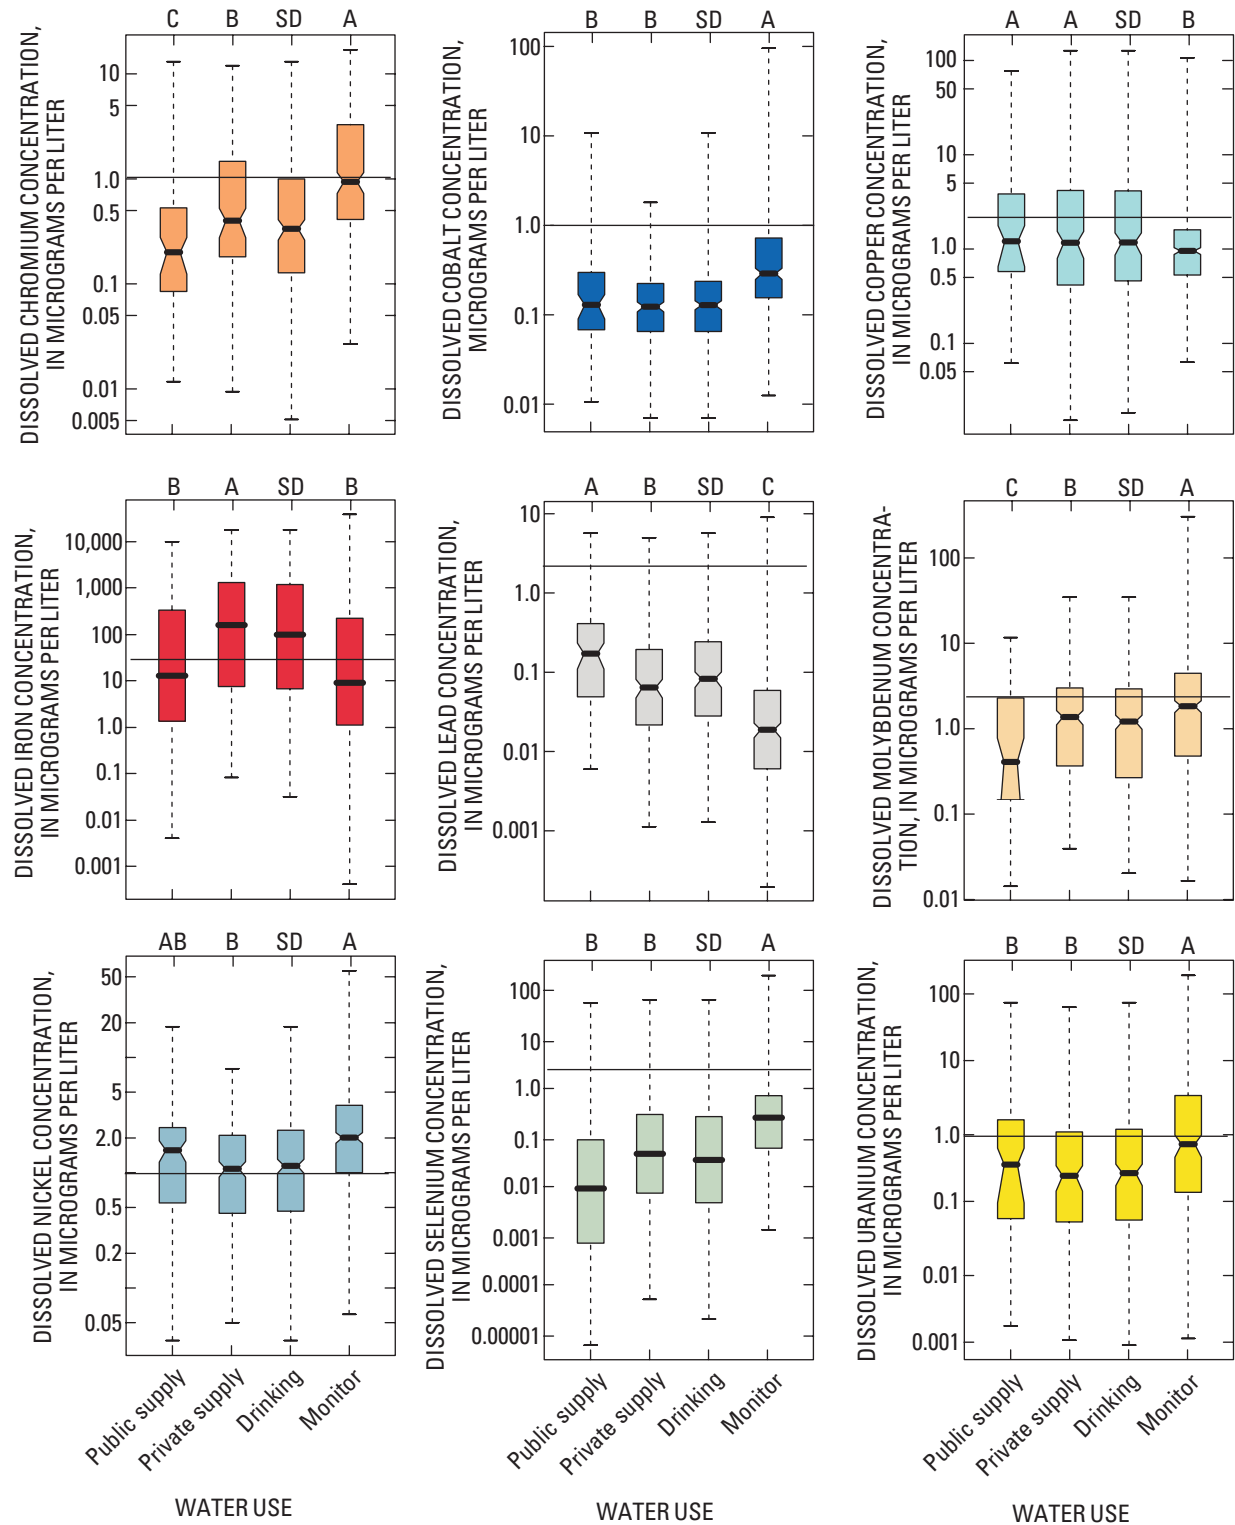 C B SD A
DISSOLVED CHROMIUM CONCENTRATION,
IN MICROGRAMS PER LITER
10
5
1.0
0.5
0.1
0.05
0.01
0.005
B B SD A
DISSOLVED COBALT CONCENTRATION, IN
MICROGRAMS PER LITER
100
10
1.0
0.1
0.01
A A SD B
DISSOLVED COPPER CONCENTRATION,
IN MICROGRAMS PER LITER
100
50
10
5
1.0
0.5
0.1
0.05
B A SD B
DISSOLVED IRON CONCENTRATION,
IN MICROGRAMS PER LITER
10,000
1,000
100
10
1.0
0.1
0.01
0.001
A B SD C
DISSOLVED LEAD CONCENTRATION,
IN MICROGRAMS PER LITER
10
1.0
0.1
0.01
0.001
C B SD A
DISSOLVED MOLYBDENUM CONCENTRA-
TION, IN MICROGRAMS PER LITER
100
10
1.0
0.1
0.01
AB B SD A
DISSOLVED NICKEL CONCENTRATION,
IN MICROGRAMS PER LITER
50
20
5
2.0
0.5
0.2
0.05
Public supply
Private supply
Drinking
Monitor
WATER USE
B B SD A
DISSOLVED SELENIUM CONCENTRATION,
IN MICROGRAMS PER LITER
100
10
1.0
0.1
0.01
0.001
0.0001
0.00001
Public supply
Private supply
Drinking
Monitor
WATER USE
B B SD A
DISSOLVED URANIUM CONCENTRATION,
IN MICROGRAMS PER LITER
100
10
1.0
0.1
0.01
0.001
Public supply
Private supply
Drinking
Monitor
WATER USE